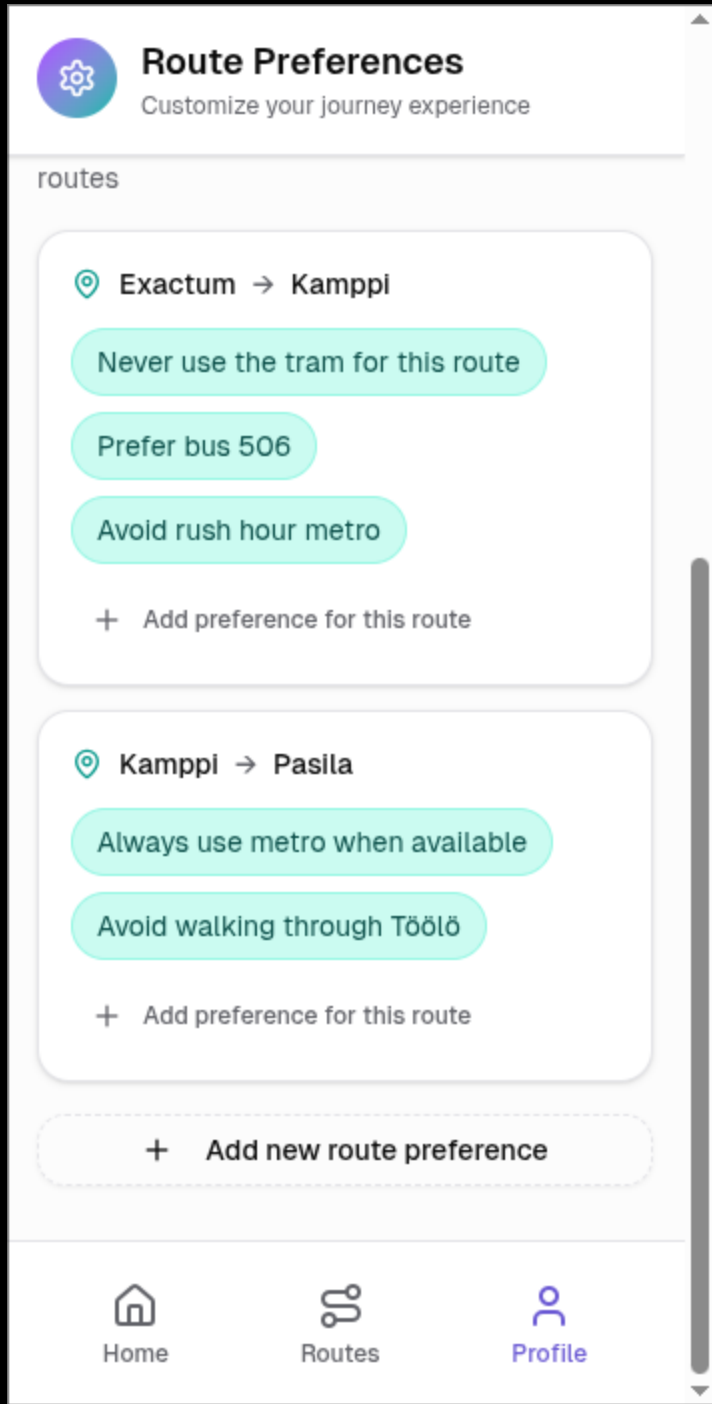 Route Preferences
Customize your journey experience
routes
Exactum → Kamppi
Never use the tram for this route
Prefer bus 506
Avoid rush hour metro
+ Add preference for this route
Kamppi → Pasila
Always use metro when available
Avoid walking through Töölö
+ Add preference for this route
+ Add new route preference
Home Routes Profile